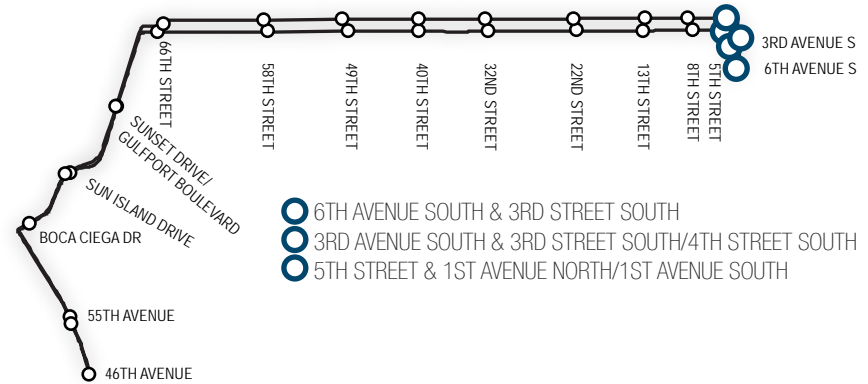 3RD AVENUE S
6TH AVENUE S
66TH STREET
58TH STREET
49TH STREET
40TH STREET
32ND STREET
22ND STREET
13TH STREET
8TH STREET
5TH STREET
SUNSET DRIVE/
GULFPORT BOULEVARD
SUN ISLAND DRIVE
BOCA CIEGA DR
6TH AVENUE SOUTH & 3RD STREET SOUTH
3RD AVENUE SOUTH & 3RD STREET SOUTH/4TH STREET SOUTH
5TH STREET & 1ST AVENUE NORTH/1ST AVENUE SOUTH
55TH AVENUE
46TH AVENUE